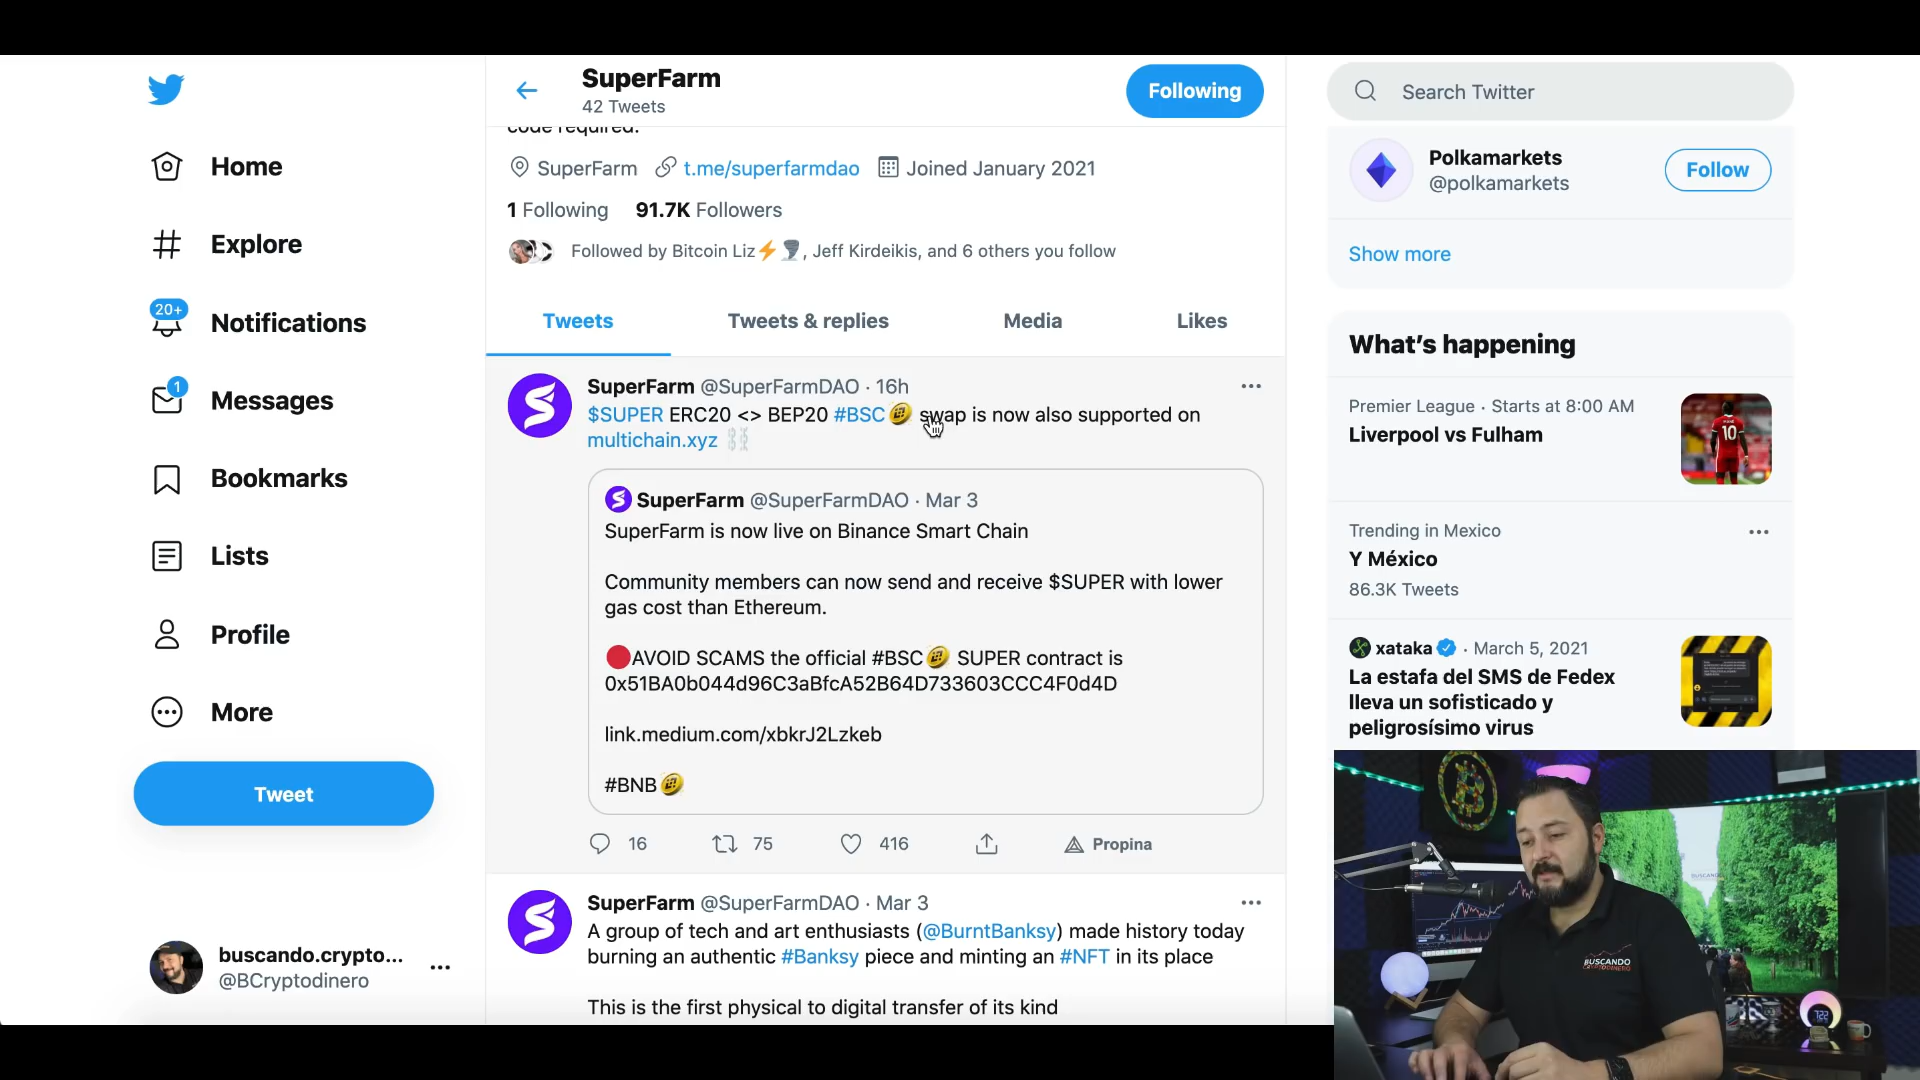 SuperFarm
42 Tweets
Following
Search Twitter
code required.
SuperFarm t.me/superfarmdao Joined January 2021
1 Following 91.7K Followers
Followed by Bitcoin Liz⚡🌪, Jeff Kirdeikis, and 6 others you follow
Tweets Tweets & replies Media Likes
Home
Explore
20+
Notifications
1
Messages
Bookmarks
Lists
Profile
More
Tweet
buscando.crypto...
@BCryptodinero
SuperFarm @SuperFarmDAO · 16h
$SUPER ERC20 <> BEP20 #BSC swap is now also supported on
multichain.xyz
SuperFarm @SuperFarmDAO · Mar 3
SuperFarm is now live on Binance Smart Chain
Community members can now send and receive $SUPER with lower
gas cost than Ethereum.
🔴AVOID SCAMS the official #BSC SUPER contract is
0x51BA0b044d96C3aBfcA52B64D733603CCC4F0d4D
link.medium.com/xbkrJ2Lzkeb
#BNB
16 75 416 Propina
SuperFarm @SuperFarmDAO · Mar 3
A group of tech and art enthusiasts (@BurntBanksy) made history today
burning an authentic #Banksy piece and minting an #NFT in its place
This is the first physical to digital transfer of its kind
Polkamarkets
@polkamarkets
Follow
Show more
What's happening
Premier League · Starts at 8:00 AM
Liverpool vs Fulham
10
Trending in Mexico
Y México
86.3K Tweets
xataka · March 5, 2021
La estafa del SMS de Fedex
lleva un sofisticado y
peligrosísimo virus
BUSCANDO
BUSCANDO
CRYPTODINERO
7:22